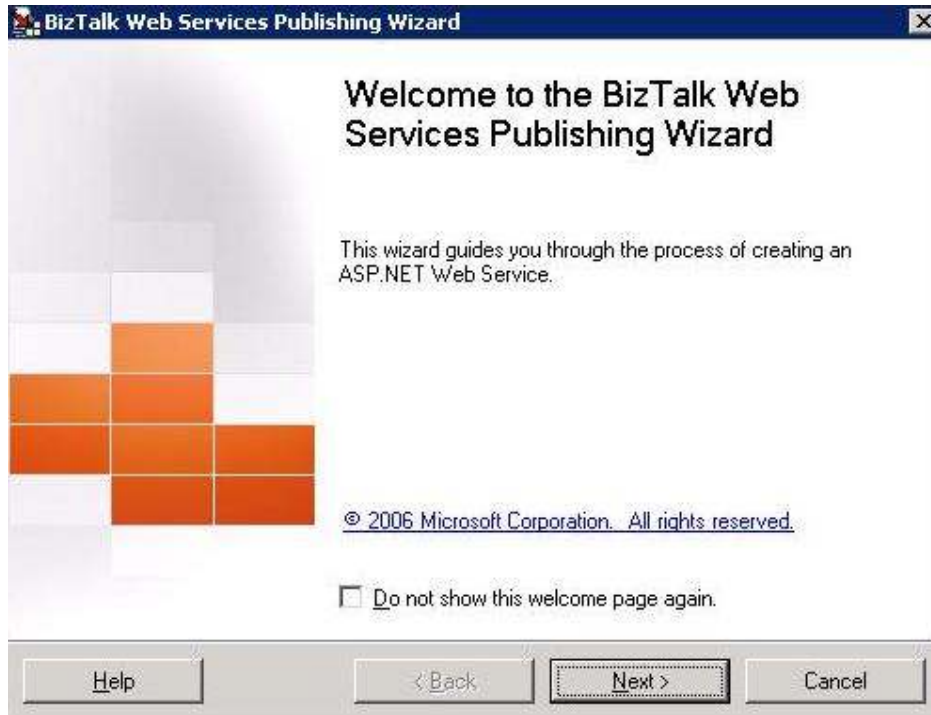 BizTalk Web Services Publishing Wizard
Welcome to the BizTalk Web
Services Publishing Wizard
This wizard guides you through the process of creating an
ASP.NET Web Service.
© 2006 Microsoft Corporation.  All rights reserved.
Do not show this welcome page again.
Help
< Back
Next >
Cancel